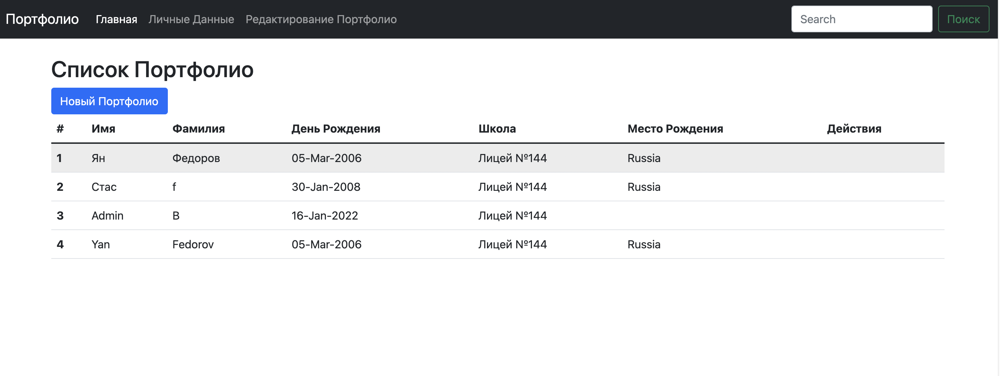 Портфолио Главная Личные Данные Редактирование Портфолио Search Поиск
Список Портфолио
Новый Портфолио
# Имя Фамилия День Рождения Школа Место Рождения Действия
1 Ян Федоров 05-Mar-2006 Лицей №144 Russia
2 Стас f 30-Jan-2008 Лицей №144 Russia
3 Admin B 16-Jan-2022 Лицей №144
4 Yan Fedorov 05-Mar-2006 Лицей №144 Russia